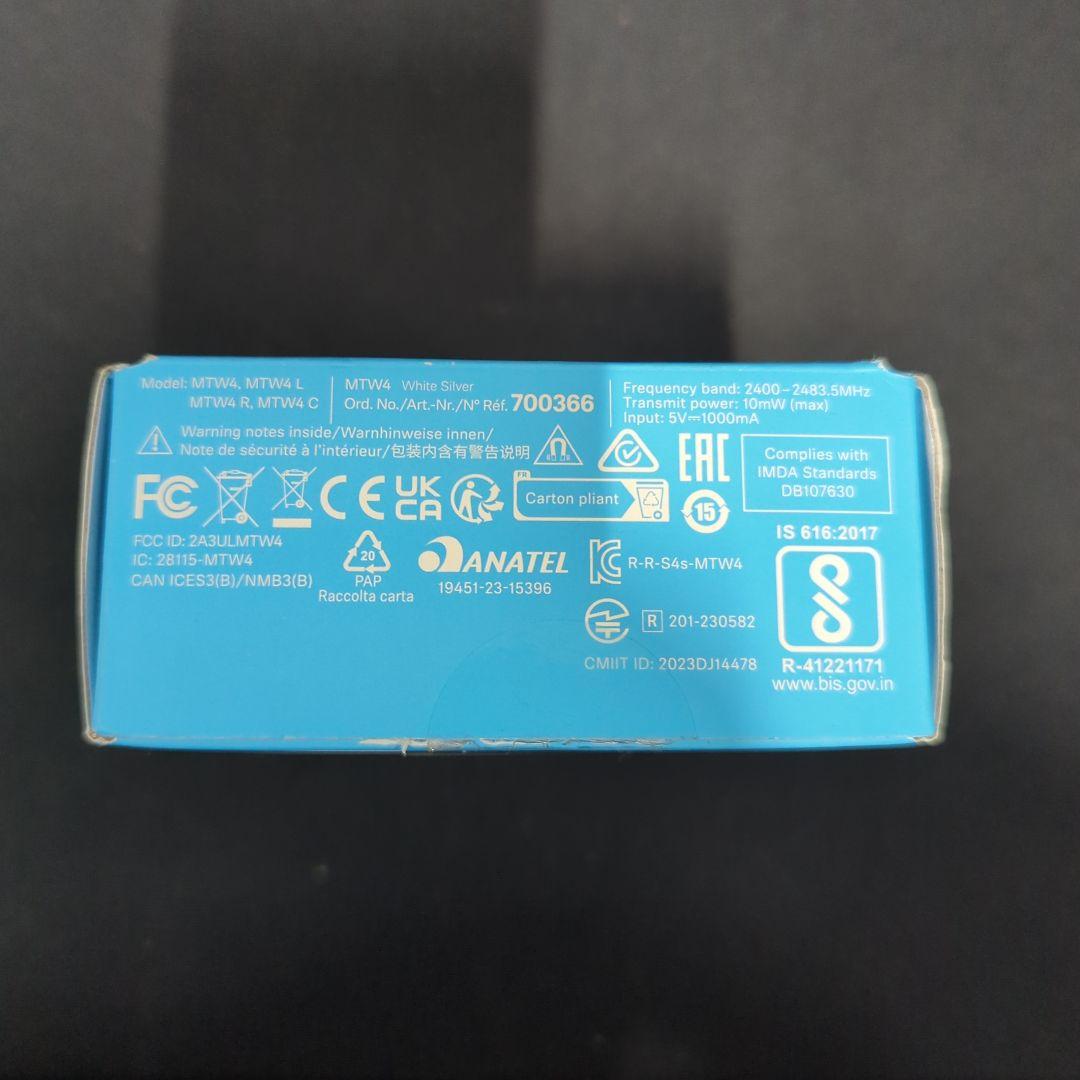 Model: MTW4, MTW4 L
MTW4 R, MTW4 C
MTW4 White Silver
Ord. No./Art.-Nr./N° Réf. 700366
Frequency band: 2400–2483.5MHz
Transmit power: 10mW (max)
Input: 5V⎓1000mA
Warning notes inside/Warnhinweise innen/
Note de sécurité à l'intérieur/包装内含有警告说明
EAC
Complies with
IMDA Standards
DB107630
FC
CE
UK
CA
FR
Carton pliant
15
FCC ID: 2A3ULMTW4
IC: 28115-MTW4
CAN ICES3(B)/NMB3(B)
20
PAP
Raccolta carta
ANATEL
19451-23-15396
R-R-S4s-MTW4
R 201-230582
CMIIT ID: 2023DJ14478
IS 616:2017
R-41221171
www.bis.gov.in